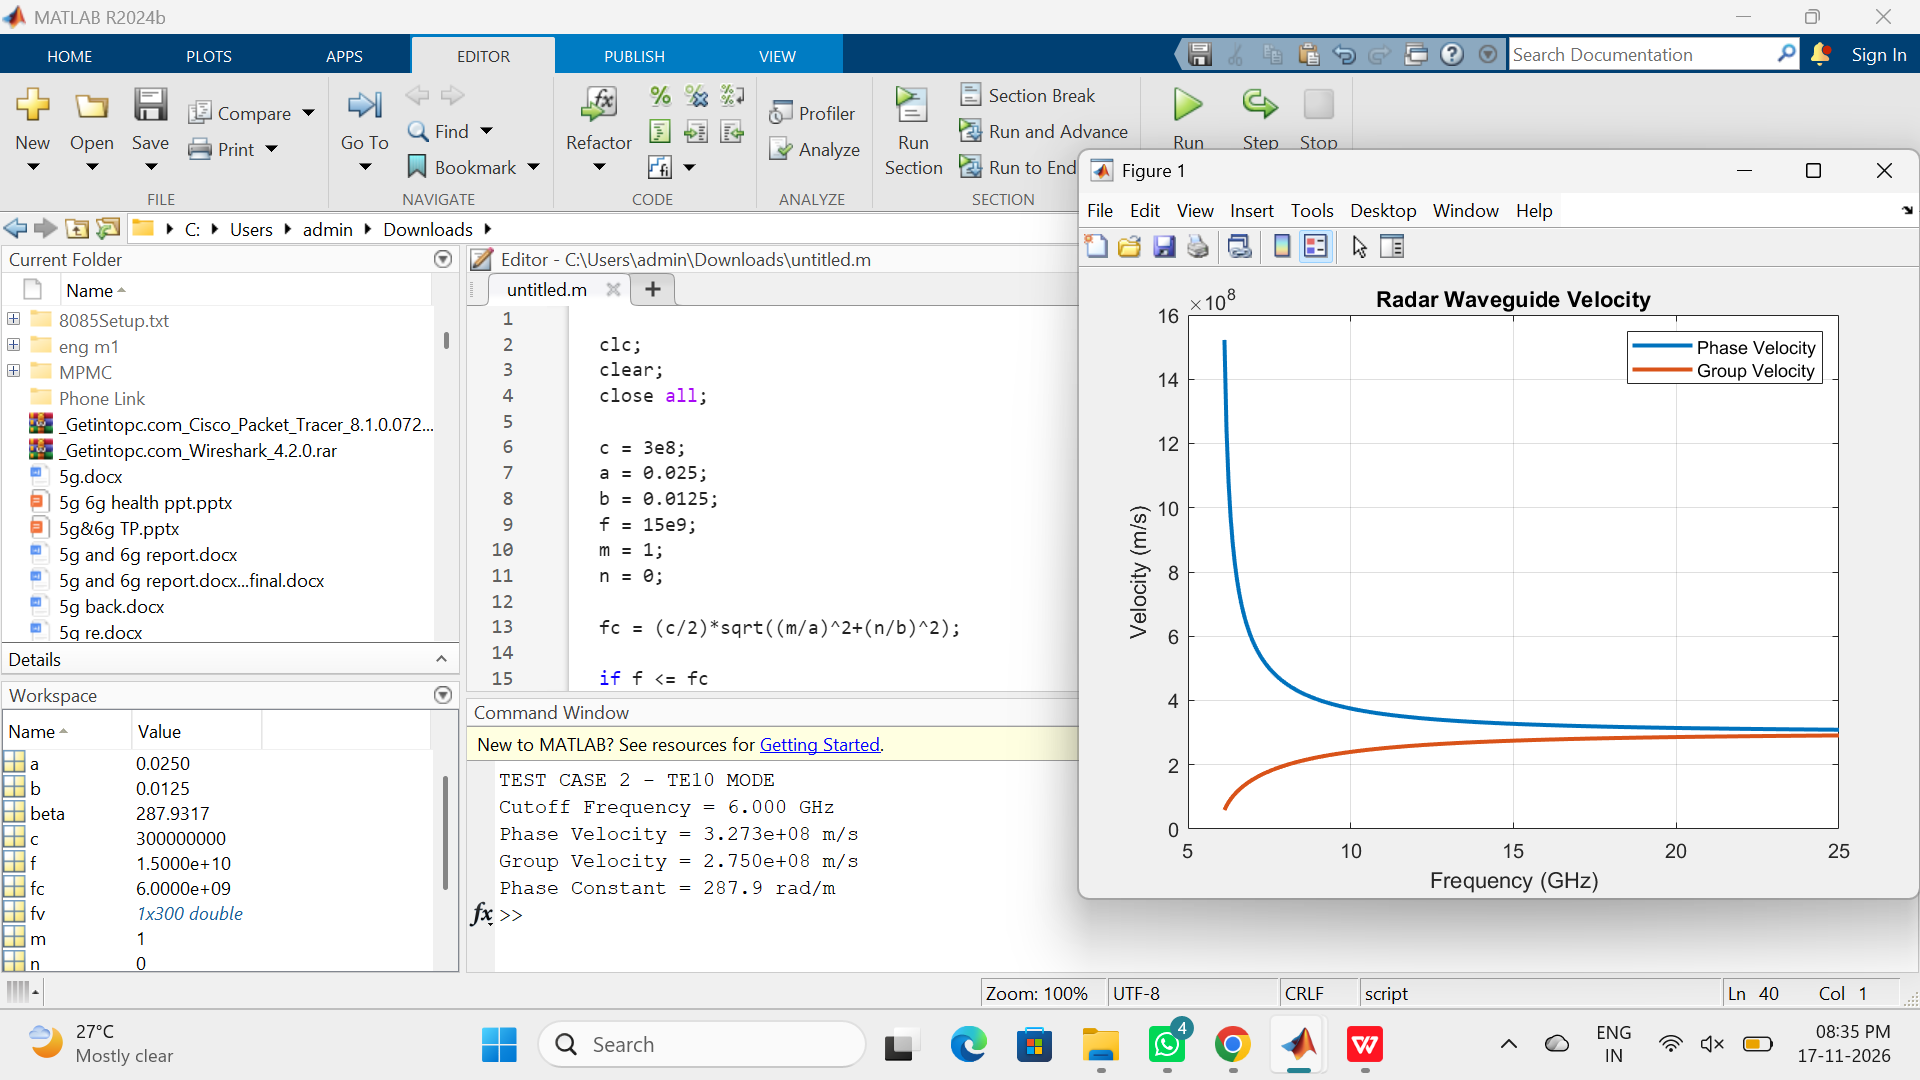 MATLAB R2024b
HOME
PLOTS
APPS
EDITOR
PUBLISH
VIEW
Search Documentation
Sign In
New
Open
Save
Compare
Print
FILE
Go To
Find
Bookmark
NAVIGATE
Refactor
CODE
Profiler
Analyze
ANALYZE
Run
Section
Section Break
Run and Advance
Run to End
SECTION
Run
Step
Stop
C:
Users
admin
Downloads
Current Folder
Name
8085Setup.txt
eng m1
MPMC
Phone Link
_Getintopc.com_Cisco_Packet_Tracer_8.1.0.072...
_Getintopc.com_Wireshark_4.2.0.rar
5g.docx
5g 6g health ppt.pptx
5g&6g TP.pptx
5g and 6g report.docx
5g and 6g report.docx...final.docx
5g back.docx
5g re.docx
Details
Workspace
Name Value
a 0.0250
b 0.0125
beta 287.9317
c 300000000
f 1.5000e+10
fc 6.0000e+09
fv 1x300 double
m 1
n 0
Editor - C:\Users\admin\Downloads\untitled.m
untitled.m
1
2 clc;
3 clear;
4 close all;
5
6 c = 3e8;
7 a = 0.025;
8 b = 0.0125;
9 f = 15e9;
10 m = 1;
11 n = 0;
12
13 fc = (c/2)*sqrt((m/a)^2+(n/b)^2);
14
15 if f <= fc
Command Window
New to MATLAB? See resources for Getting Started.
TEST CASE 2 - TE10 MODE
Cutoff Frequency = 6.000 GHz
Phase Velocity = 3.273e+08 m/s
Group Velocity = 2.750e+08 m/s
Phase Constant = 287.9 rad/m
fx >>
Figure 1
File Edit View Insert Tools Desktop Window Help
×10^8
Radar Waveguide Velocity
Phase Velocity
Group Velocity
Velocity (m/s)
16
14
12
10
8
6
4
2
0
5 10 15 20 25
Frequency (GHz)
Zoom: 100%
UTF-8
CRLF
script
Ln 40
Col 1
27°C
Mostly clear
Search
4
ENG
IN
08:35 PM
17-11-2026